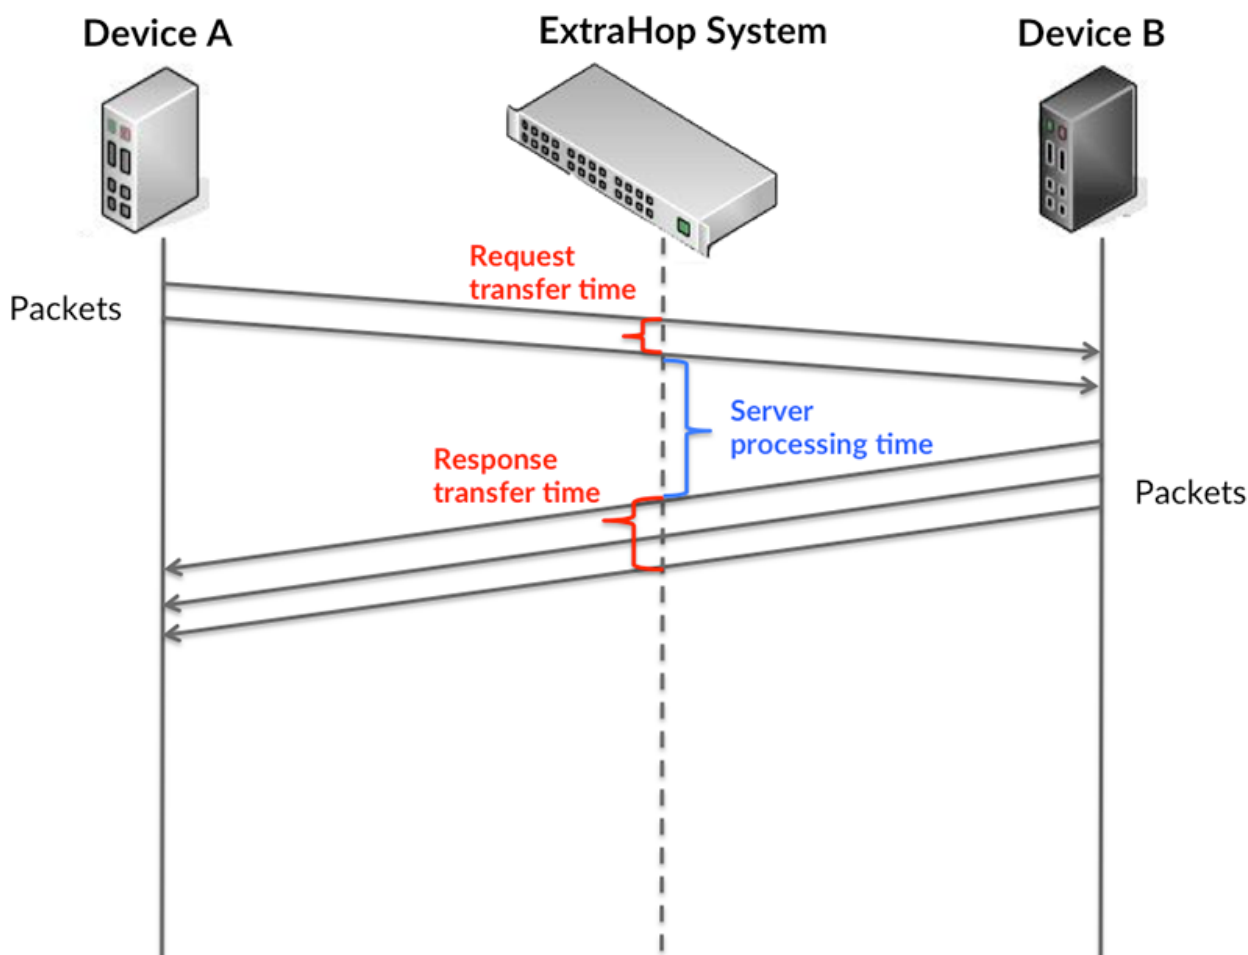 Device A
ExtraHop System
Device B
Request
transfer time
Packets
Server
processing time
Response
transfer time
Packets